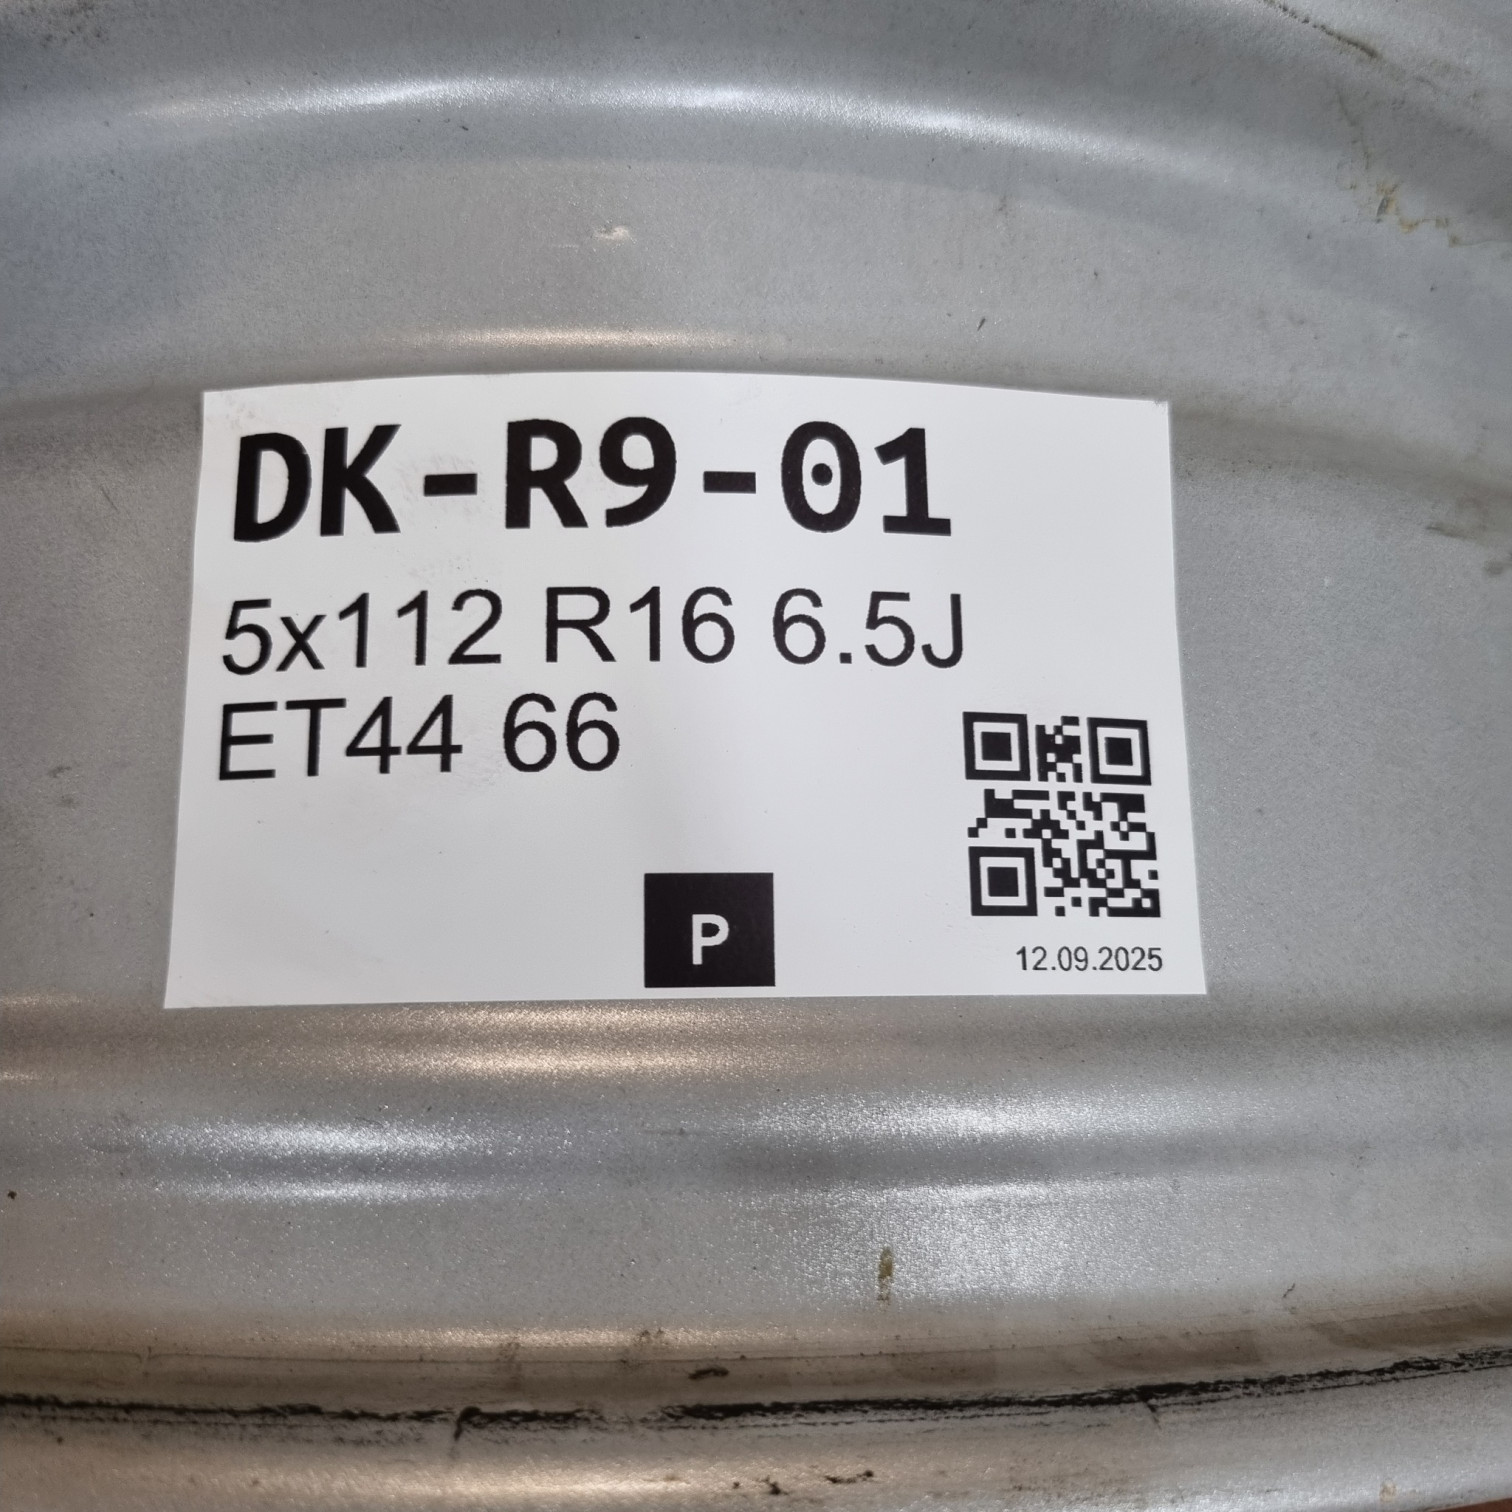 DK-R9-01
5x112 R16 6.5J
ET44 66
P
12.09.2025